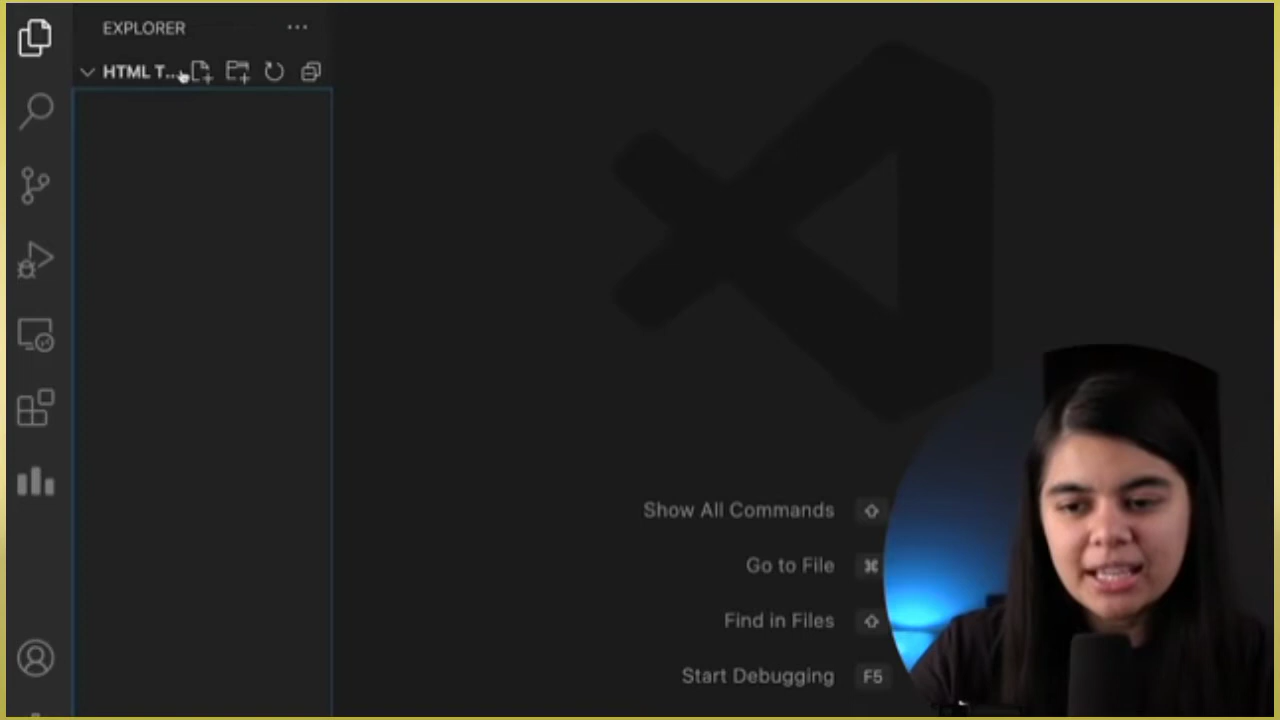 EXPLORER
HTML T...
Show All Commands ⇧
Go to File ⌘
Find in Files ⇧
Start Debugging F5